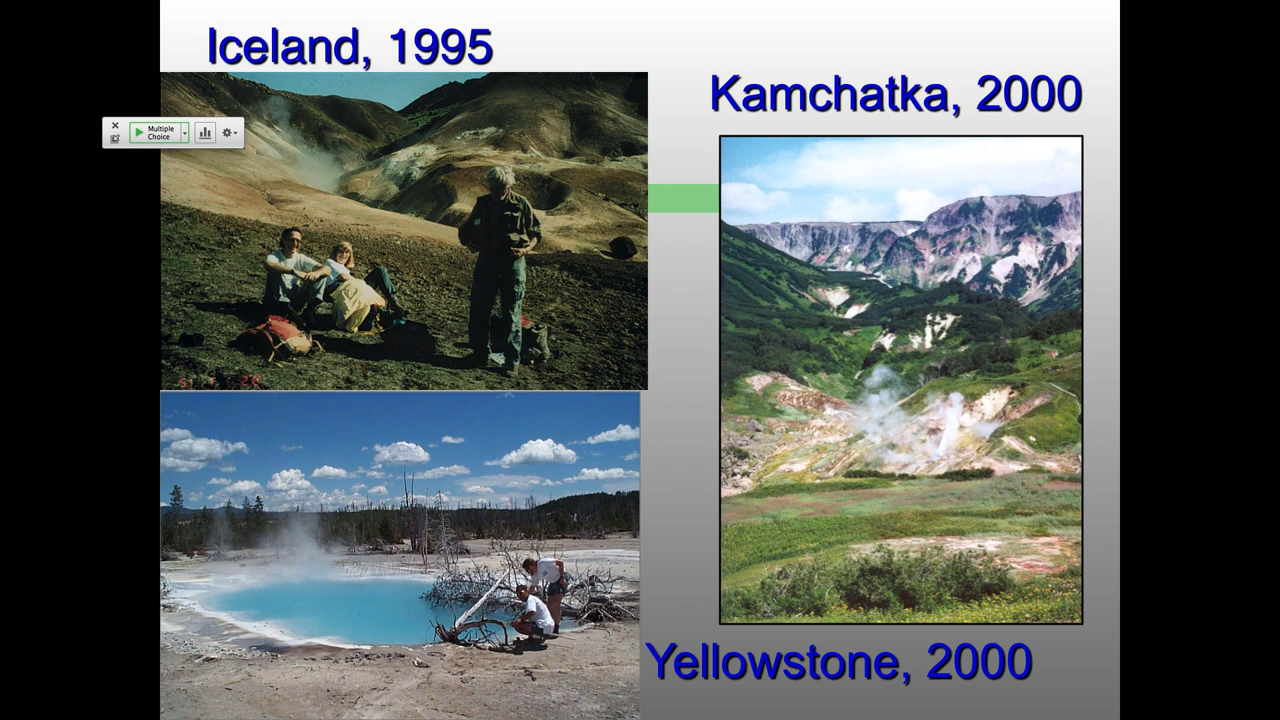 Iceland, 1995
Kamchatka, 2000
Multiple
Choice
Yellowstone, 2000